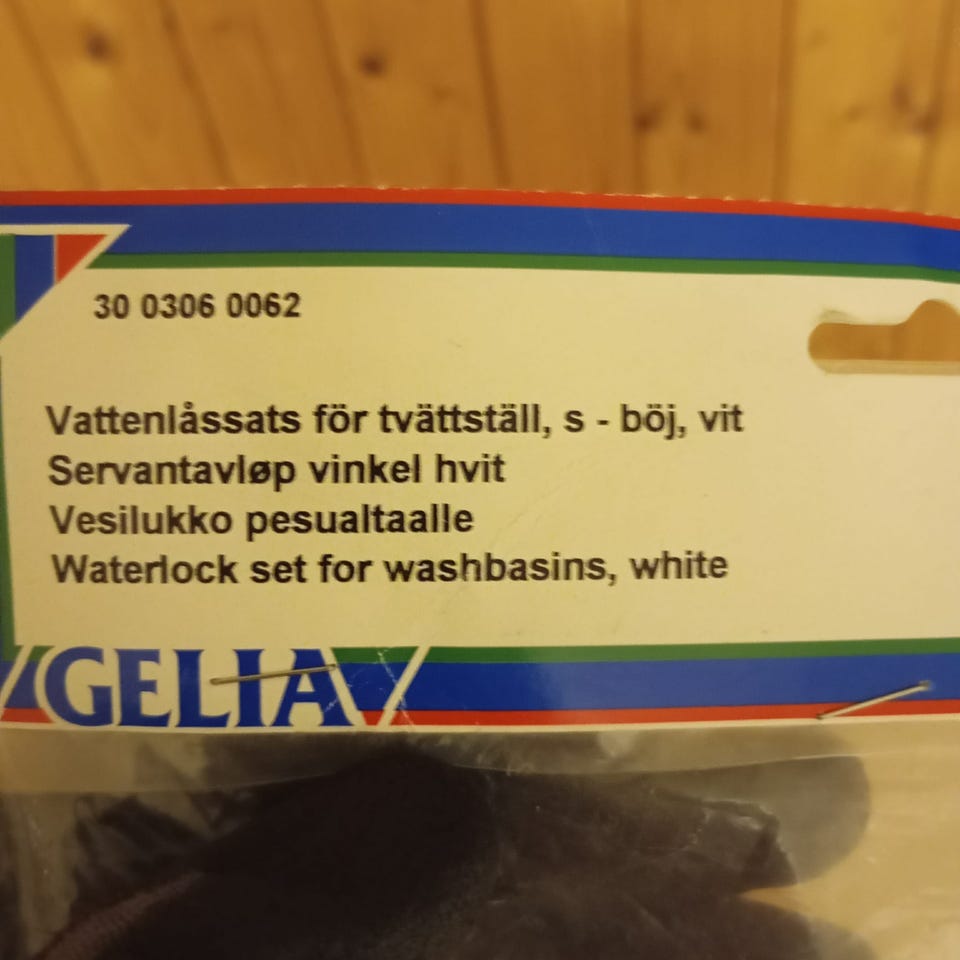 30 0306 0062
Vattenlåssats för tvättställ, s - böj, vit
Servantavløp vinkel hvit
Vesilukko pesualtaalle
Waterlock set for washbasins, white
GELIA